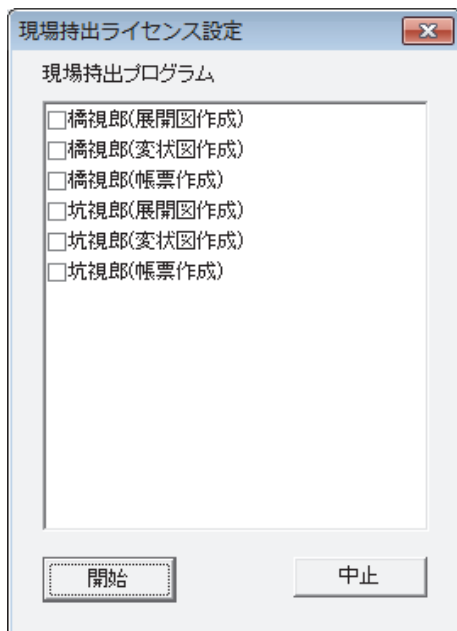 現場持出ライセンス設定
現場持出プログラム
橋視郎(展開図作成)
橋視郎(変状図作成)
橋視郎(帳票作成)
坑視郎(展開図作成)
坑視郎(変状図作成)
坑視郎(帳票作成)
開始
中止